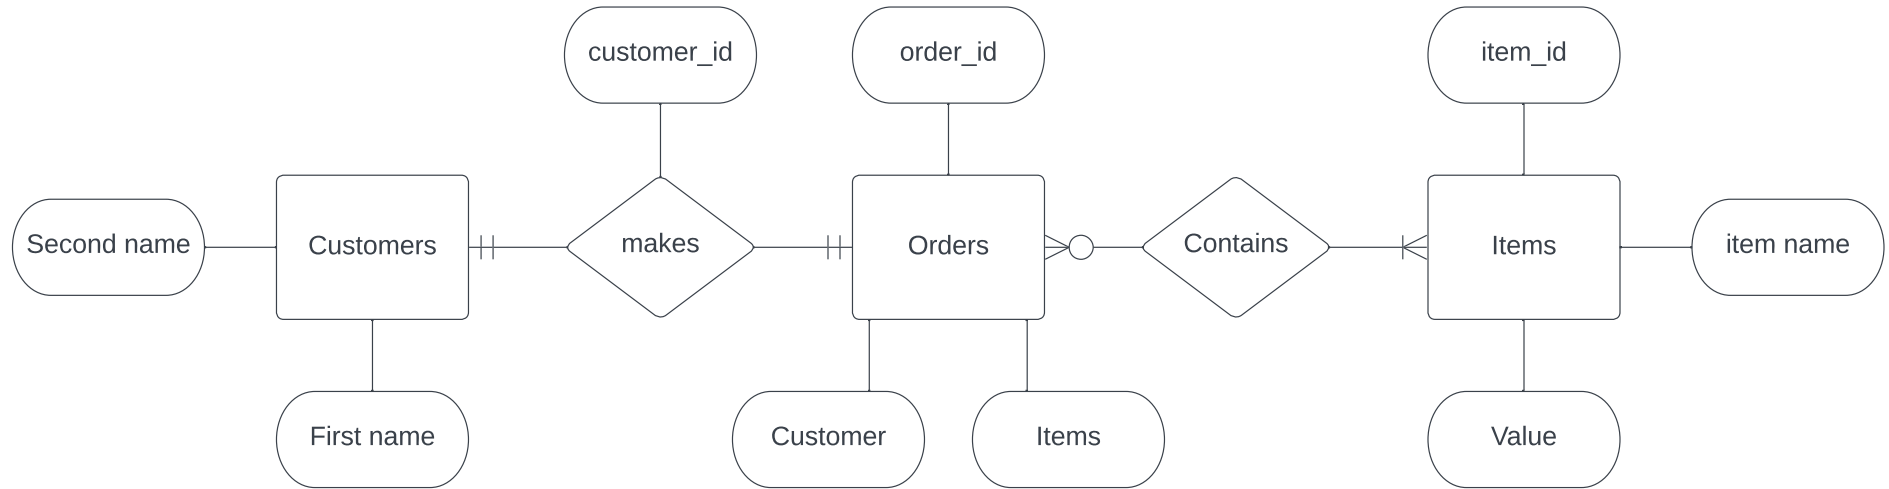 customer_id
order_id
item_id
Second name
Customers
makes
Orders
Contains
Items
item name
First name
Customer
Items
Value